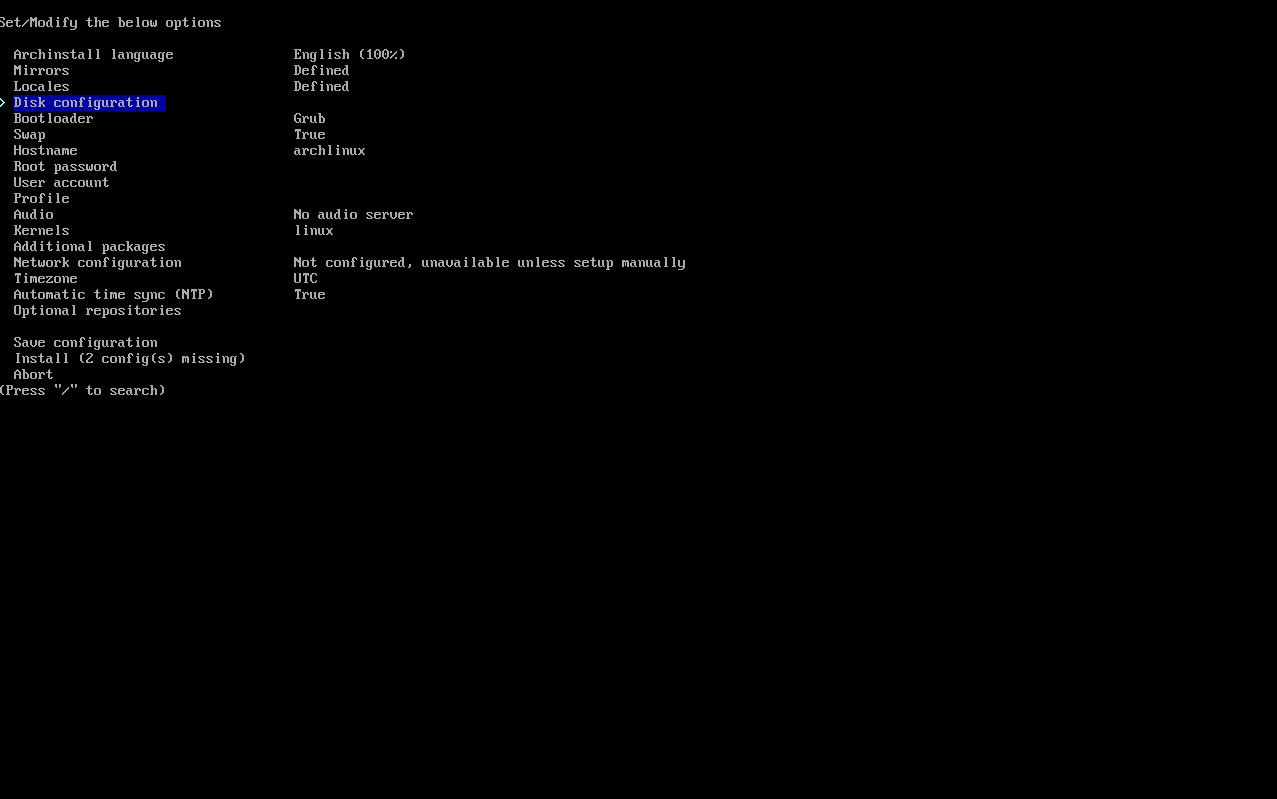 Set/Modify the below options
Archinstall language English (100%)
Mirrors Defined
Locales Defined
> Disk configuration
Bootloader Grub
Swap True
Hostname archlinux
Root password
User account
Profile
Audio No audio server
Kernels linux
Additional packages
Network configuration Not configured, unavailable unless setup manually
Timezone UTC
Automatic time sync (NTP) True
Optional repositories
Save configuration
Install (2 config(s) missing)
Abort
(Press "/" to search)